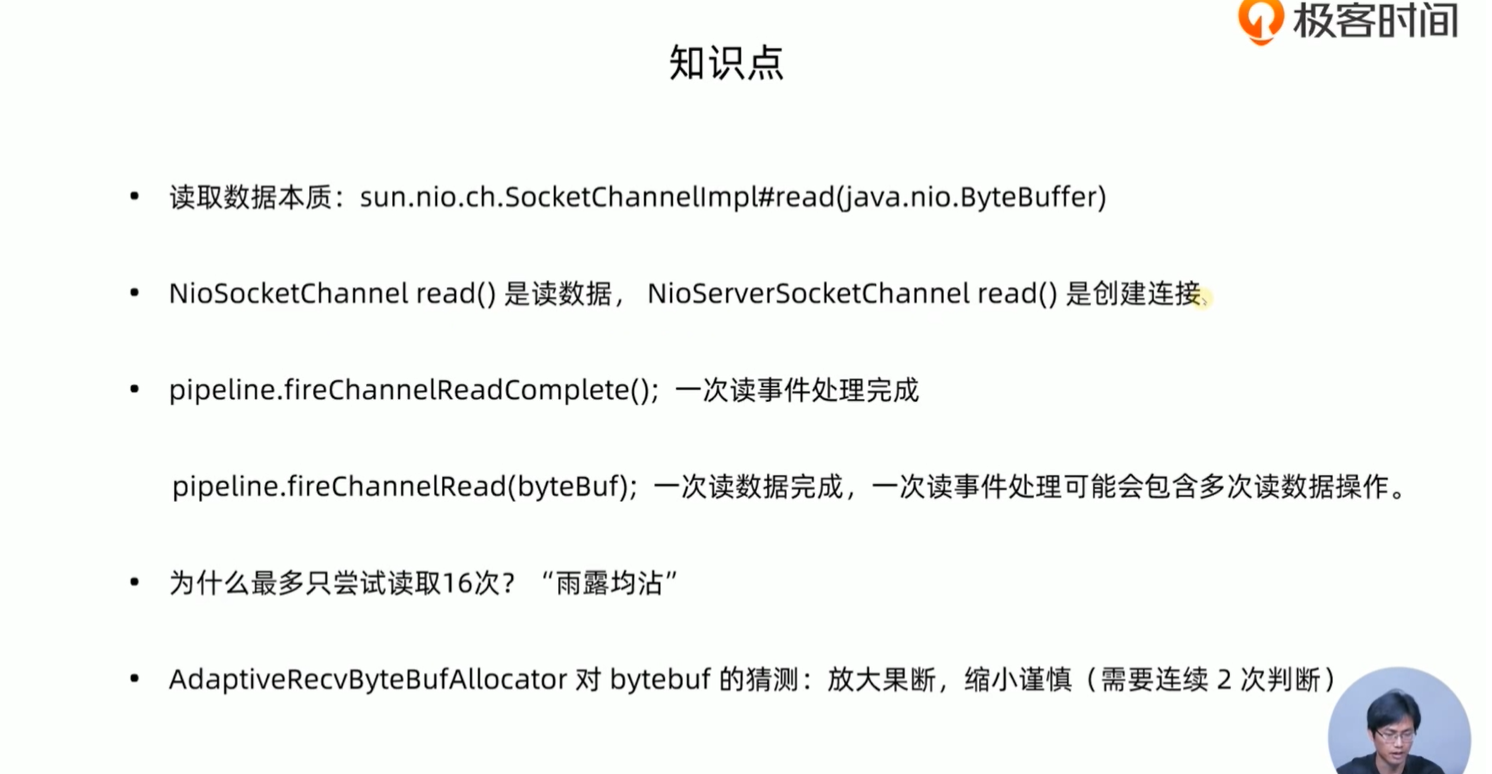 极客时间
知识点
• 读取数据本质：sun.nio.ch.SocketChannelImpl#read(java.nio.ByteBuffer)
• NioSocketChannel read() 是读数据， NioServerSocketChannel read() 是创建连接
• pipeline.fireChannelReadComplete(); 一次读事件处理完成
pipeline.fireChannelRead(byteBuf); 一次读数据完成，一次读事件处理可能会包含多次读数据操作。
• 为什么最多只尝试读取16次？ “雨露均沾”
• AdaptiveRecvByteBufAllocator 对 bytebuf 的猜测：放大果断，缩小谨慎（需要连续 2 次判断）